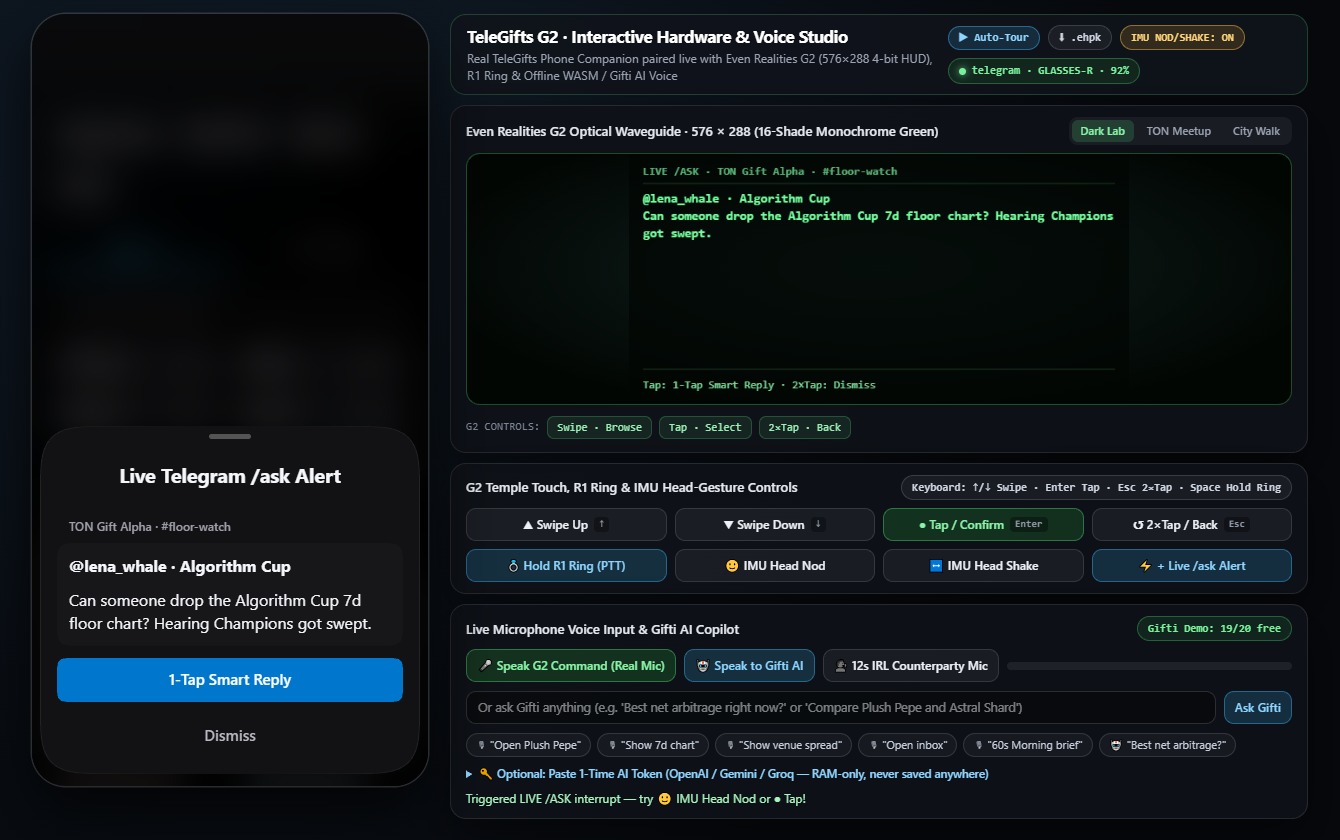 Live Telegram /ask Alert
TON Gift Alpha · #floor-watch
@lena_whale · Algorithm Cup
Can someone drop the Algorithm Cup 7d
floor chart? Hearing Champions got swept.
1-Tap Smart Reply
Dismiss
TeleGifts G2 · Interactive Hardware & Voice Studio
Real TeleGifts Phone Companion paired live with Even Realities G2 (576×288 4-bit HUD),
R1 Ring & Offline WASM / Gifti AI Voice
▶ Auto-Tour
⬇ .ehpk
IMU NOD/SHAKE: ON
● telegram · GLASSES-R · 92%
Even Realities G2 Optical Waveguide · 576 × 288 (16-Shade Monochrome Green)
Dark Lab
TON Meetup
City Walk
LIVE /ASK · TON Gift Alpha · #floor-watch
@lena_whale · Algorithm Cup
Can someone drop the Algorithm Cup 7d floor chart? Hearing Champions
got swept.
Tap: 1-Tap Smart Reply · 2×Tap: Dismiss
G2 CONTROLS:
Swipe · Browse
Tap · Select
2×Tap · Back
G2 Temple Touch, R1 Ring & IMU Head-Gesture Controls
Keyboard: ↑/↓ Swipe · Enter Tap · Esc 2×Tap · Space Hold Ring
▲ Swipe Up ↑
▼ Swipe Down ↓
● Tap / Confirm Enter
↺ 2×Tap / Back Esc
💍 Hold R1 Ring (PTT)
🙂 IMU Head Nod
↔️ IMU Head Shake
⚡ + Live /ask Alert
Live Microphone Voice Input & Gifti AI Copilot
Gifti Demo: 19/20 free
🎤 Speak G2 Command (Real Mic)
Speak to Gifti AI
12s IRL Counterparty Mic
Or ask Gifti anything (e.g. 'Best net arbitrage right now?' or 'Compare Plush Pepe and Astral Shard')
Ask Gifti
🎙 "Open Plush Pepe"
🎙 "Show 7d chart"
🎙 "Show venue spread"
🎙 "Open inbox"
🎙 "60s Morning brief"
"Best net arbitrage?"
▶ 🔑 Optional: Paste 1-Time AI Token (OpenAI / Gemini / Groq — RAM-only, never saved anywhere)
Triggered LIVE /ASK interrupt — try 🙂 IMU Head Nod or ● Tap!